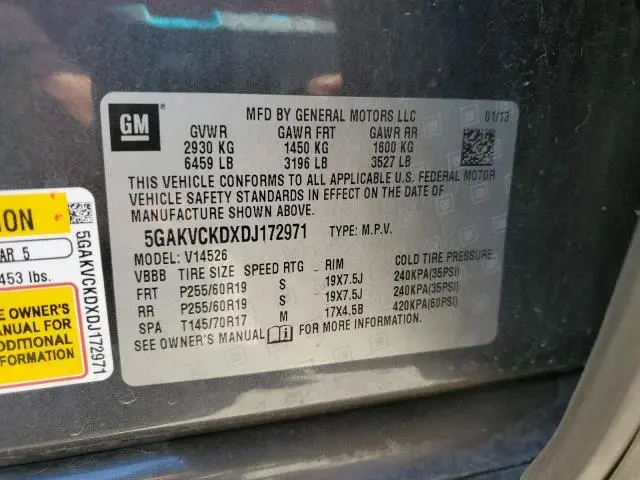 GM
MFD BY GENERAL MOTORS LLC 01/13
GVWR GAWR FRT GAWR RR
2930 KG 1450 KG 1600 KG
6459 LB 3196 LB 3527 LB
THIS VEHICLE CONFORMS TO ALL APPLICABLE U.S. FEDERAL MOTOR
VEHICLE SAFETY STANDARDS IN EFFECT ON THE DATE OF
MANUFACTURE SHOWN ABOVE.
5GAKVCKDXDJ172971 TYPE: M.P.V.
MODEL: V14526
VBBB TIRE SIZE SPEED RTG RIM COLD TIRE PRESSURE
FRT P255/60R19 S 19X7.5J 240KPA(35PSI)
RR P255/60R19 S 19X7.5J 240KPA(35PSI)
SPA T145/70R17 M 17X4.5B 420KPA(60PSI)
SEE OWNER'S MANUAL FOR MORE INFORMATION.
ION
AR 5
453 lbs.
E OWNER'S
ANUAL FOR
DDITIONAL
ORMATION
5GAKVCKDXDJ172971